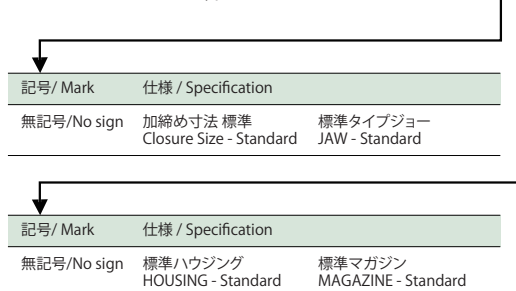 記号/ Mark 仕様 / Specification
無記号/No sign 加締め寸法 標準 標準タイプジョー
Closure Size - Standard JAW - Standard
記号/ Mark 仕様 / Specification
無記号/No sign 標準ハウジング 標準マガジン
HOUSING - Standard MAGAZINE - Standard